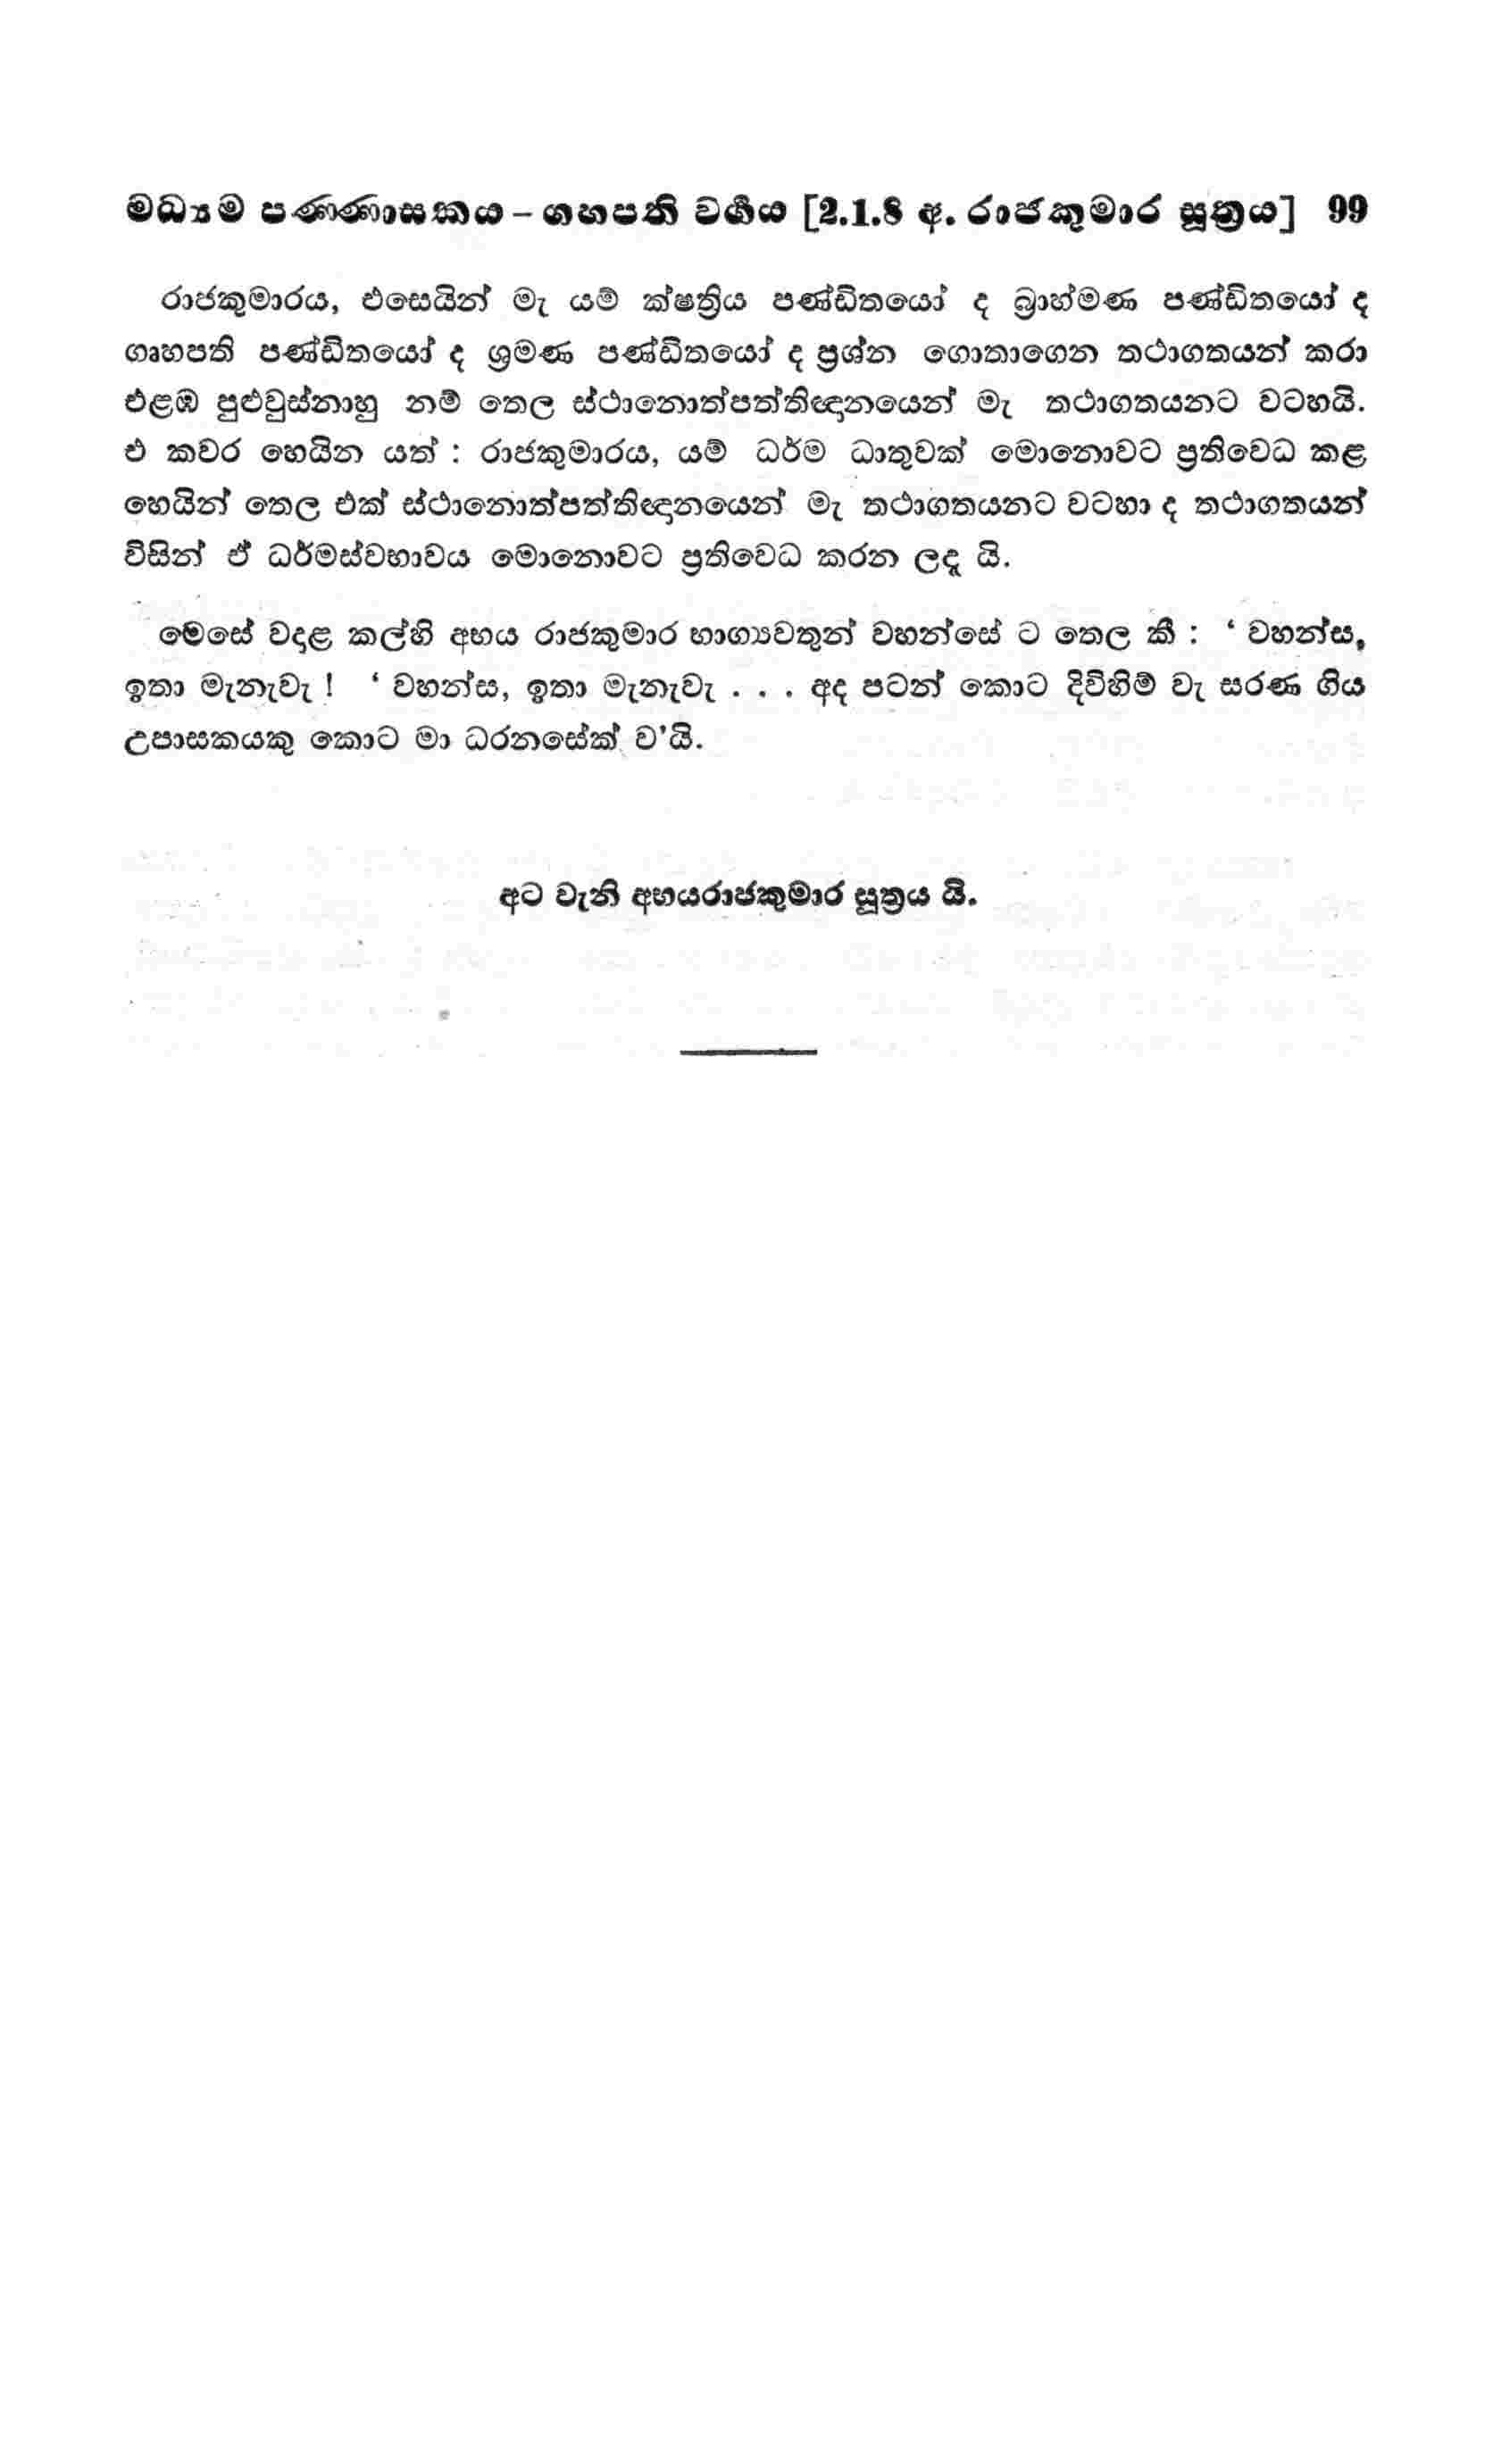 මධ්‍යම පණ්ණාසකය – ගහපති වර්‍ගය [2.1.8 අ. රාජකුමාර සූත්‍රය] 99
රාජකුමාරය, එසෙයින් මැ යම් ක්ෂත්‍රිය පණ්ඩිතයෝ ද බ්‍රාහ්මණ පණ්ඩිතයෝ ද
ගෘහපති පණ්ඩිතයෝ ද ශ්‍රමණ පණ්ඩිතයෝ ද ප්‍රශ්න ගොතාගෙන තථාගතයන් කරා
එළඹ පුළුවුස්නාහු නම් තෙල ස්ථානොත්පත්තිඥානයෙන් මැ තථාගතයනට වටහයි.
එ කවර හෙයින යත් : රාජකුමාරය, යම් ධර්ම ධාතුවක් මොනොවට ප්‍රතිවෙධ කළ
හෙයින් තෙල එක් ස්ථානොත්පත්තිඥානයෙන් මැ තථාගතයනට වටහා ද තථාගතයන්
විසින් ඒ ධර්මස්වභාවය මොනොවට ප්‍රතිවෙධ කරන ලදූ යි.
මෙසේ වදාළ කල්හි අභය රාජකුමාර භාග්‍යවතුන් වහන්සේ ට තෙල කී : ‘ වහන්ස,
ඉතා මැනැවැ ! ‘ වහන්ස, ඉතා මැනැවැ . . . අද පටන් කොට දිවිහිම් වැ සරණ ගිය
උපාසකයකු කොට මා ධරනසේක් ව’යි.
අට වැනි අභයරාජකුමාර සූත්‍රය යි.